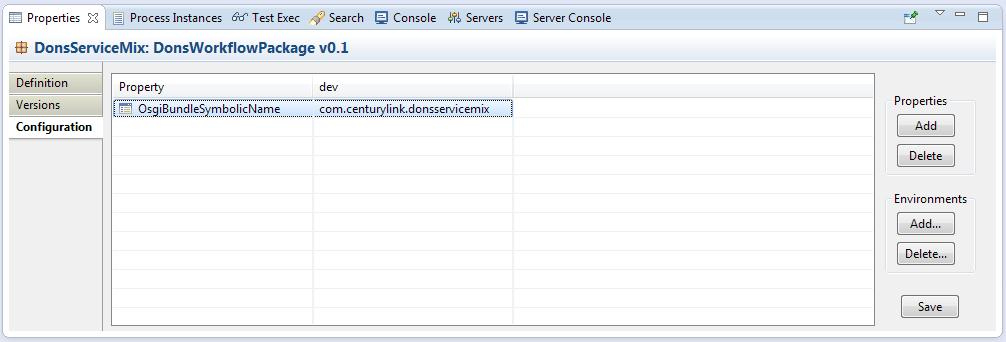 Properties Process Instances Test Exec Search Console Servers Server Console
DonsServiceMix: DonsWorkflowPackage v0.1
Definition
Versions
Configuration
Property dev
OsgiBundleSymbolicName com.centurylink.donsservicemix
Properties
Add
Delete
Environments
Add...
Delete...
Save